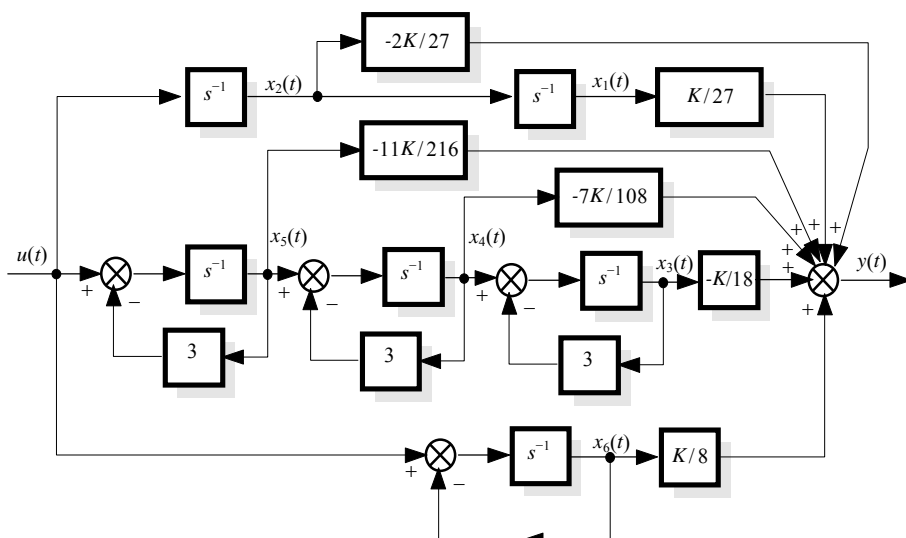 -2K/27
s⁻¹
x₂(t)
s⁻¹
x₁(t)
K/27
-11K/216
-7K/108
+
+
+
u(t)
+
−
s⁻¹
x₅(t)
+
−
s⁻¹
x₄(t)
+
−
s⁻¹
x₃(t)
-K/18
+
+
+
y(t)
3
3
3
+
−
s⁻¹
x₆(t)
K/8